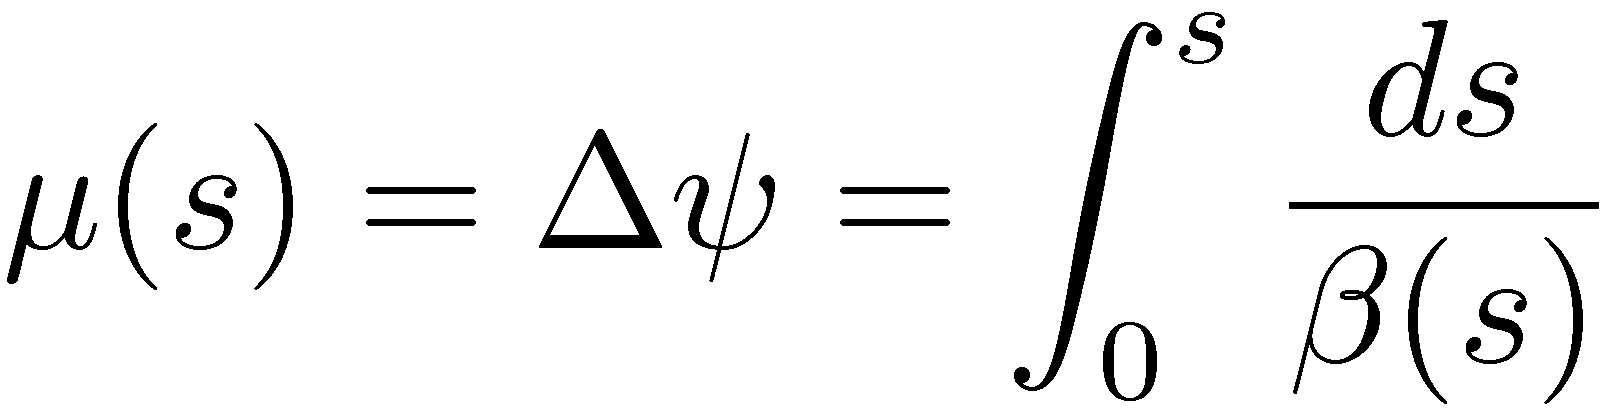 μ(s) = Δψ = ∫₀ˢ ds/β(s)